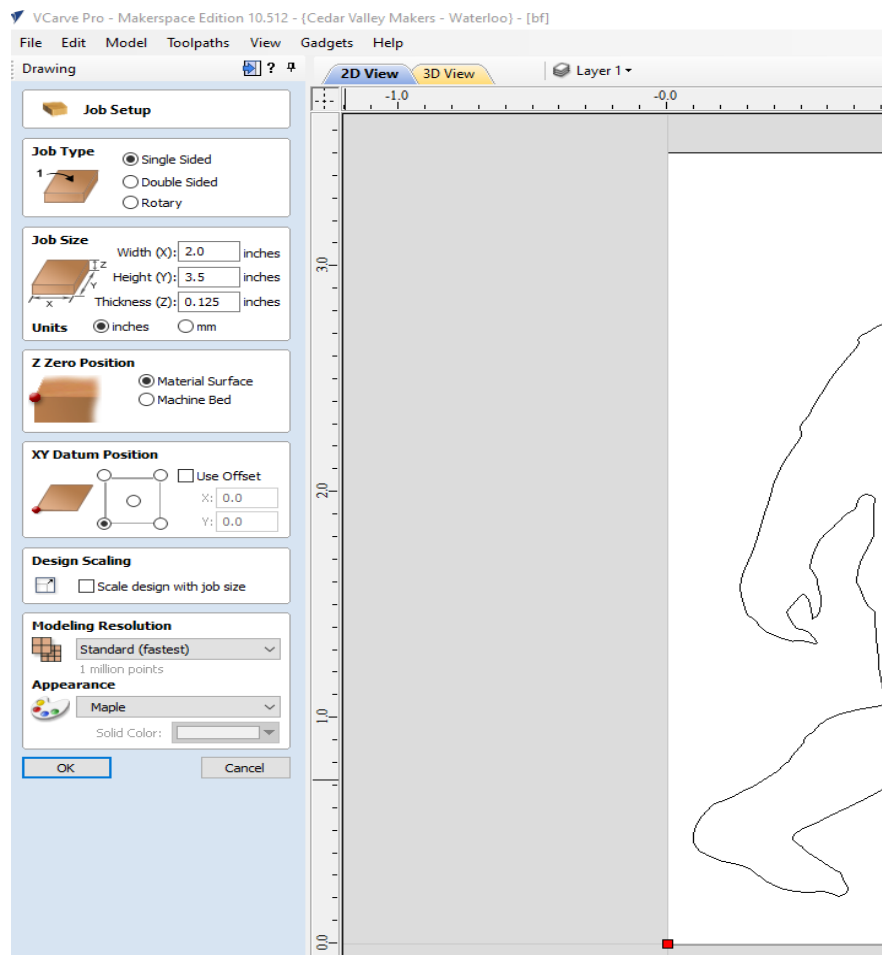 VCarve Pro - Makerspace Edition 10.512 - {Cedar Valley Makers - Waterloo} - [bf]
File Edit Model Toolpaths View Gadgets Help
Drawing ?
2D View 3D View Layer 1
-1.0 -0.0
Job Setup
Job Type
1
Single Sided
Double Sided
Rotary
Job Size
Width (X): 2.0 inches
Z
Height (Y): 3.5 inches
Y
Thickness (Z): 0.125 inches
X
Units inches mm
Z Zero Position
Material Surface
Machine Bed
XY Datum Position
Use Offset
X: 0.0
Y: 0.0
Design Scaling
Scale design with job size
Modeling Resolution
Standard (fastest)
1 million points
Appearance
Maple
Solid Color:
OK Cancel
3.0
2.0
1.0
0.0